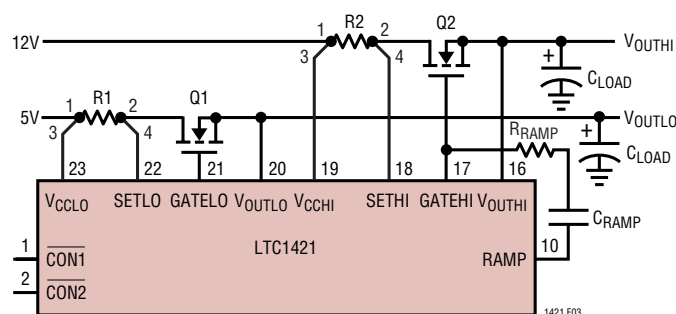 R2 Q2
12V 1 2 VOUTHI
3 4
+
CLOAD
R1 Q1
5V 1 2 VOUTLO
3 4
RRAMP
+
CLOAD
23 22 21 20 19 18 17 16
VCCLO SETLO GATELO VOUTLO VCCHI SETHI GATEHI VOUTHI
CRAMP
LTC1421
1 CON1 RAMP 10
2 CON2
1421 F03